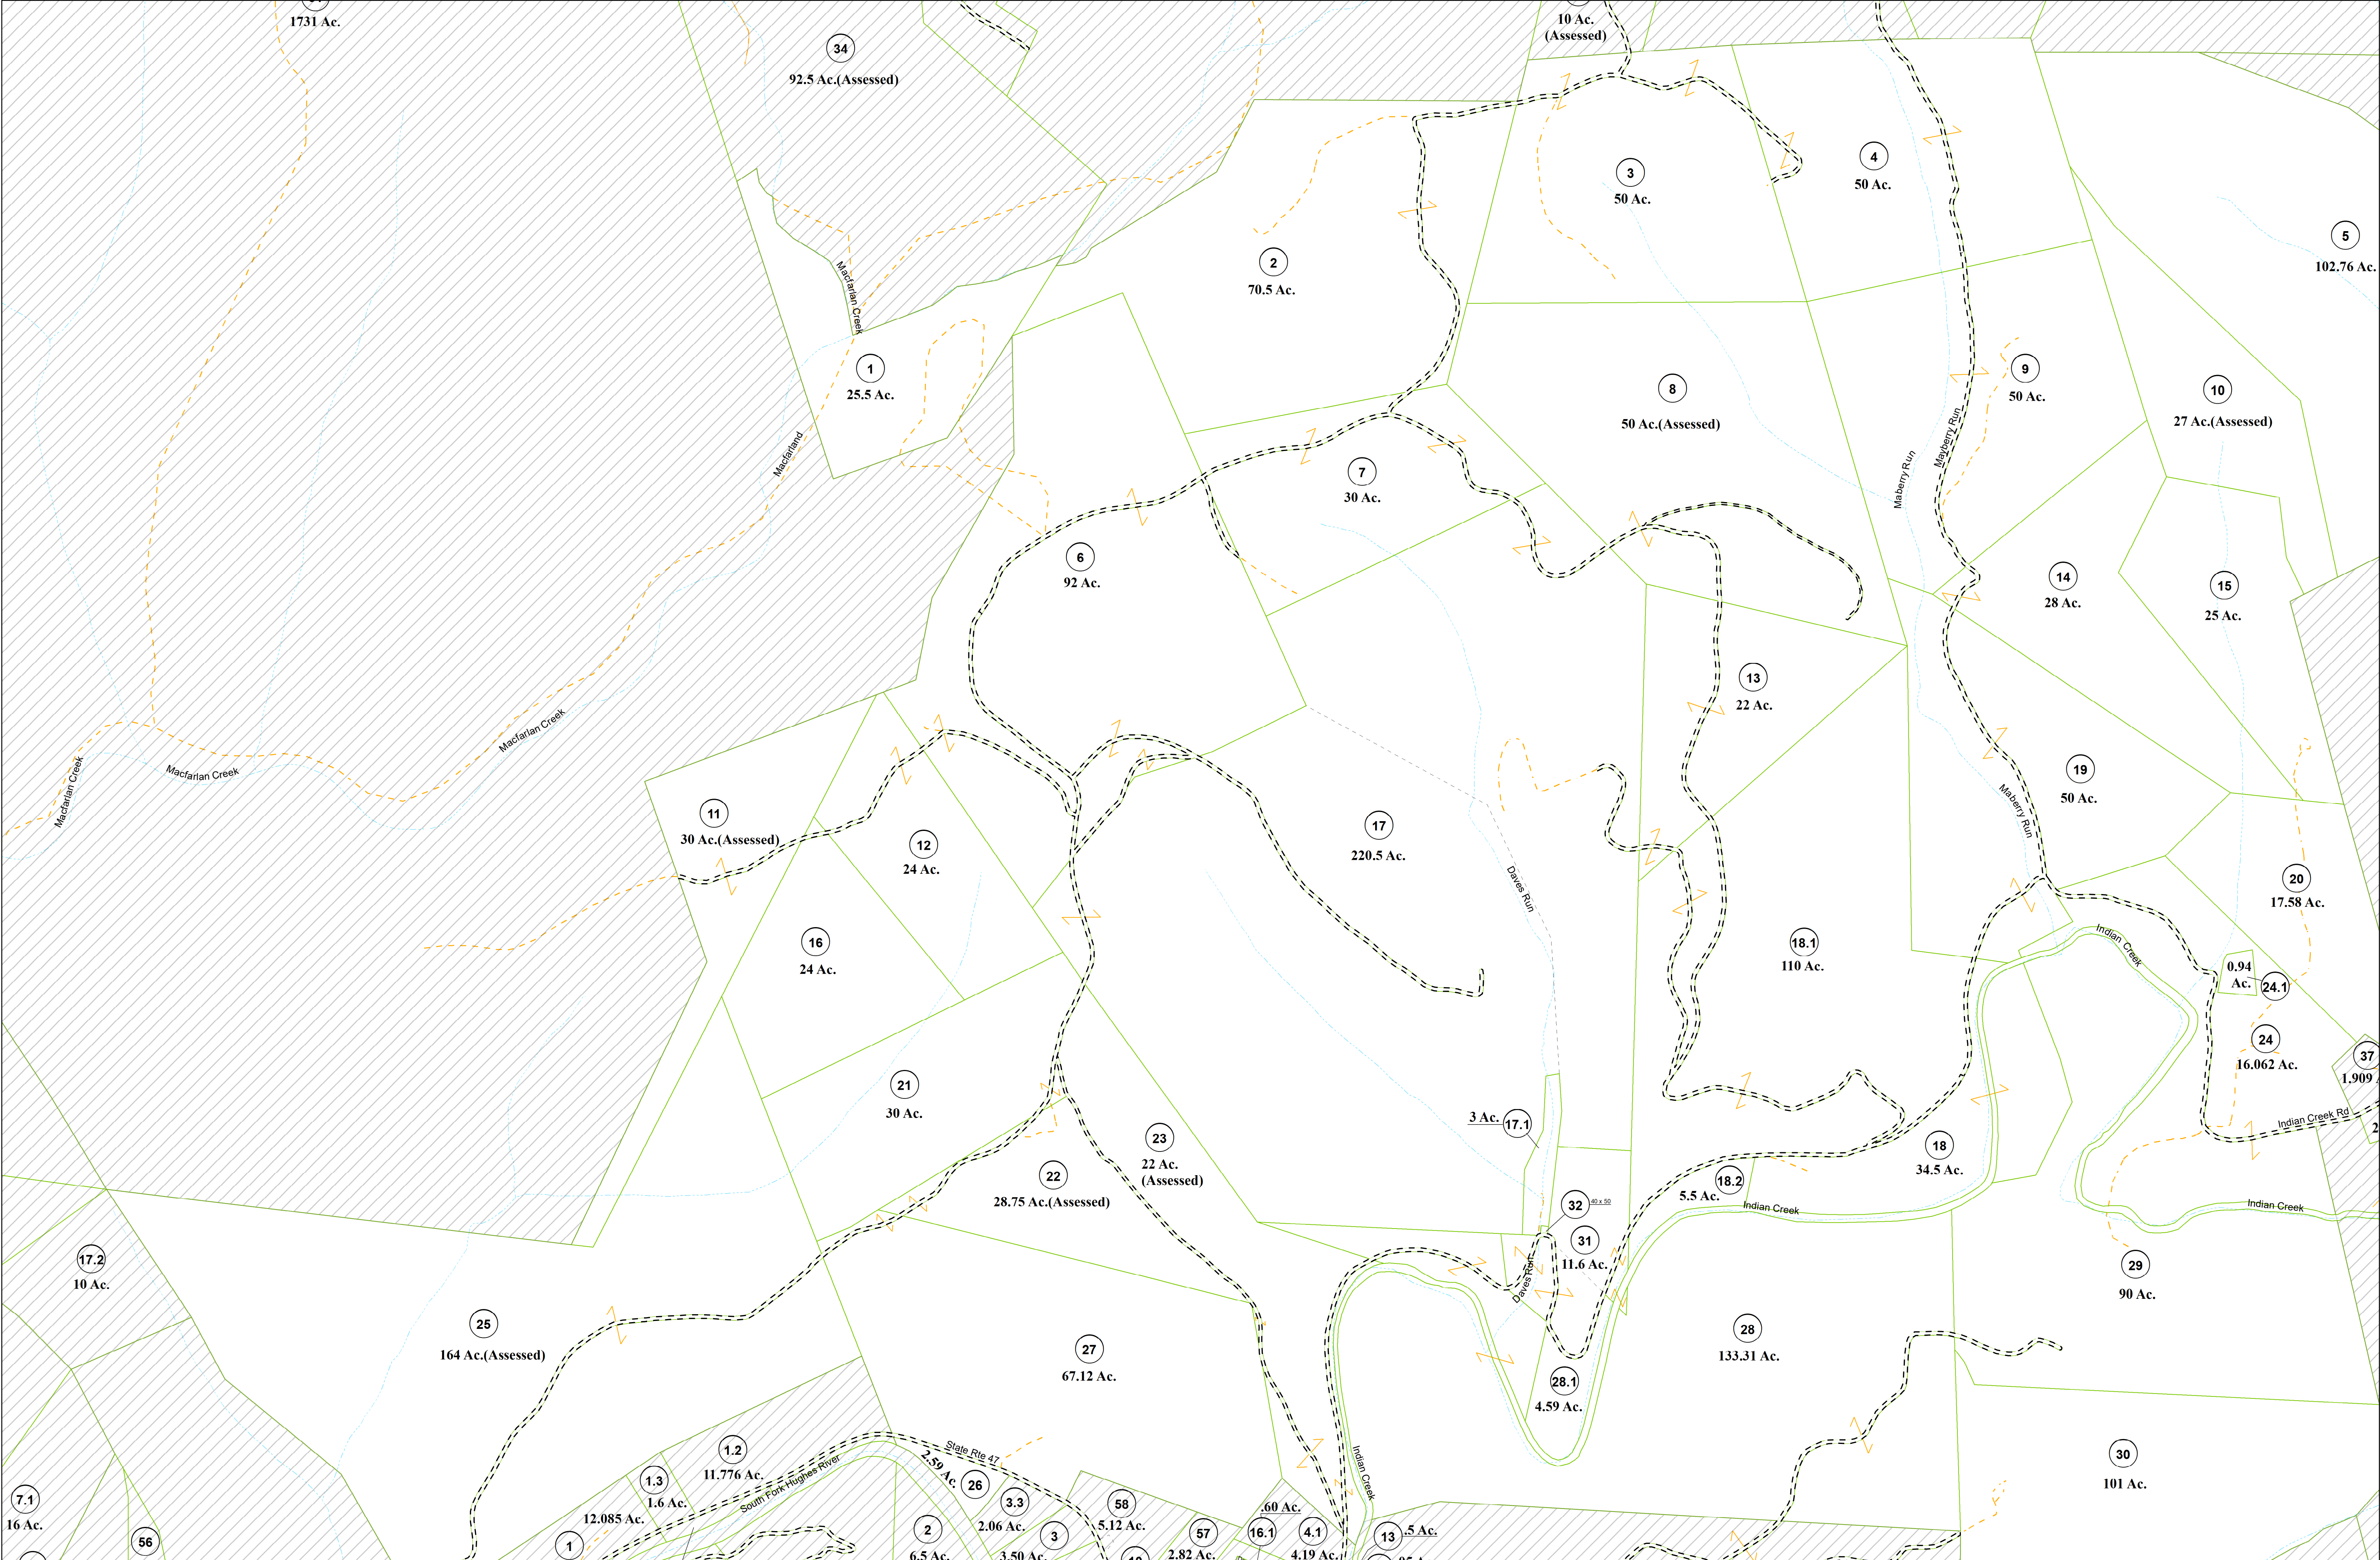 1731 Ac.
34
92.5 Ac.(Assessed)
10 Ac.
(Assessed)
3
50 Ac.
4
50 Ac.
5
102.76 Ac.
2
70.5 Ac.
Macfarlan Creek
1
25.5 Ac.
Macfarland
8
50 Ac.(Assessed)
9
50 Ac.
10
27 Ac.(Assessed)
Mayberry Run
Maberry Run
7
30 Ac.
6
92 Ac.
14
28 Ac.
15
25 Ac.
13
22 Ac.
Macfarlan Creek
Macfarlan Creek
Macfarlan Creek
19
50 Ac.
Maberry Run
11
30 Ac.(Assessed)
12
24 Ac.
17
220.5 Ac.
Daves Run
20
17.58 Ac.
16
24 Ac.
18.1
110 Ac.
Indian Creek
0.94
Ac.
24.1
24
16.062 Ac.
37
1.909
Indian Creek Rd
2
21
30 Ac.
3 Ac.
17.1
23
22 Ac.
(Assessed)
22
28.75 Ac.(Assessed)
18
34.5 Ac.
18.2
5.5 Ac.
32
40 x 50
Indian Creek
Indian Creek
31
11.6 Ac.
Daves Run
17.2
10 Ac.
29
90 Ac.
25
164 Ac.(Assessed)
27
67.12 Ac.
28
133.31 Ac.
28.1
4.59 Ac.
30
101 Ac.
State Rte 47
1.2
11.776 Ac.
1.3
1.6 Ac.
2.59 Ac.
26
South Fork Hughes River
Indian Creek
7.1
16 Ac.
12.085 Ac.
3.3
2.06 Ac.
58
5.12 Ac.
.60 Ac.
16.1
4.1
4.19 Ac.
13
.5 Ac.
56
1
2
6.5 Ac.
3
3.50 Ac.
57
2.82 Ac.